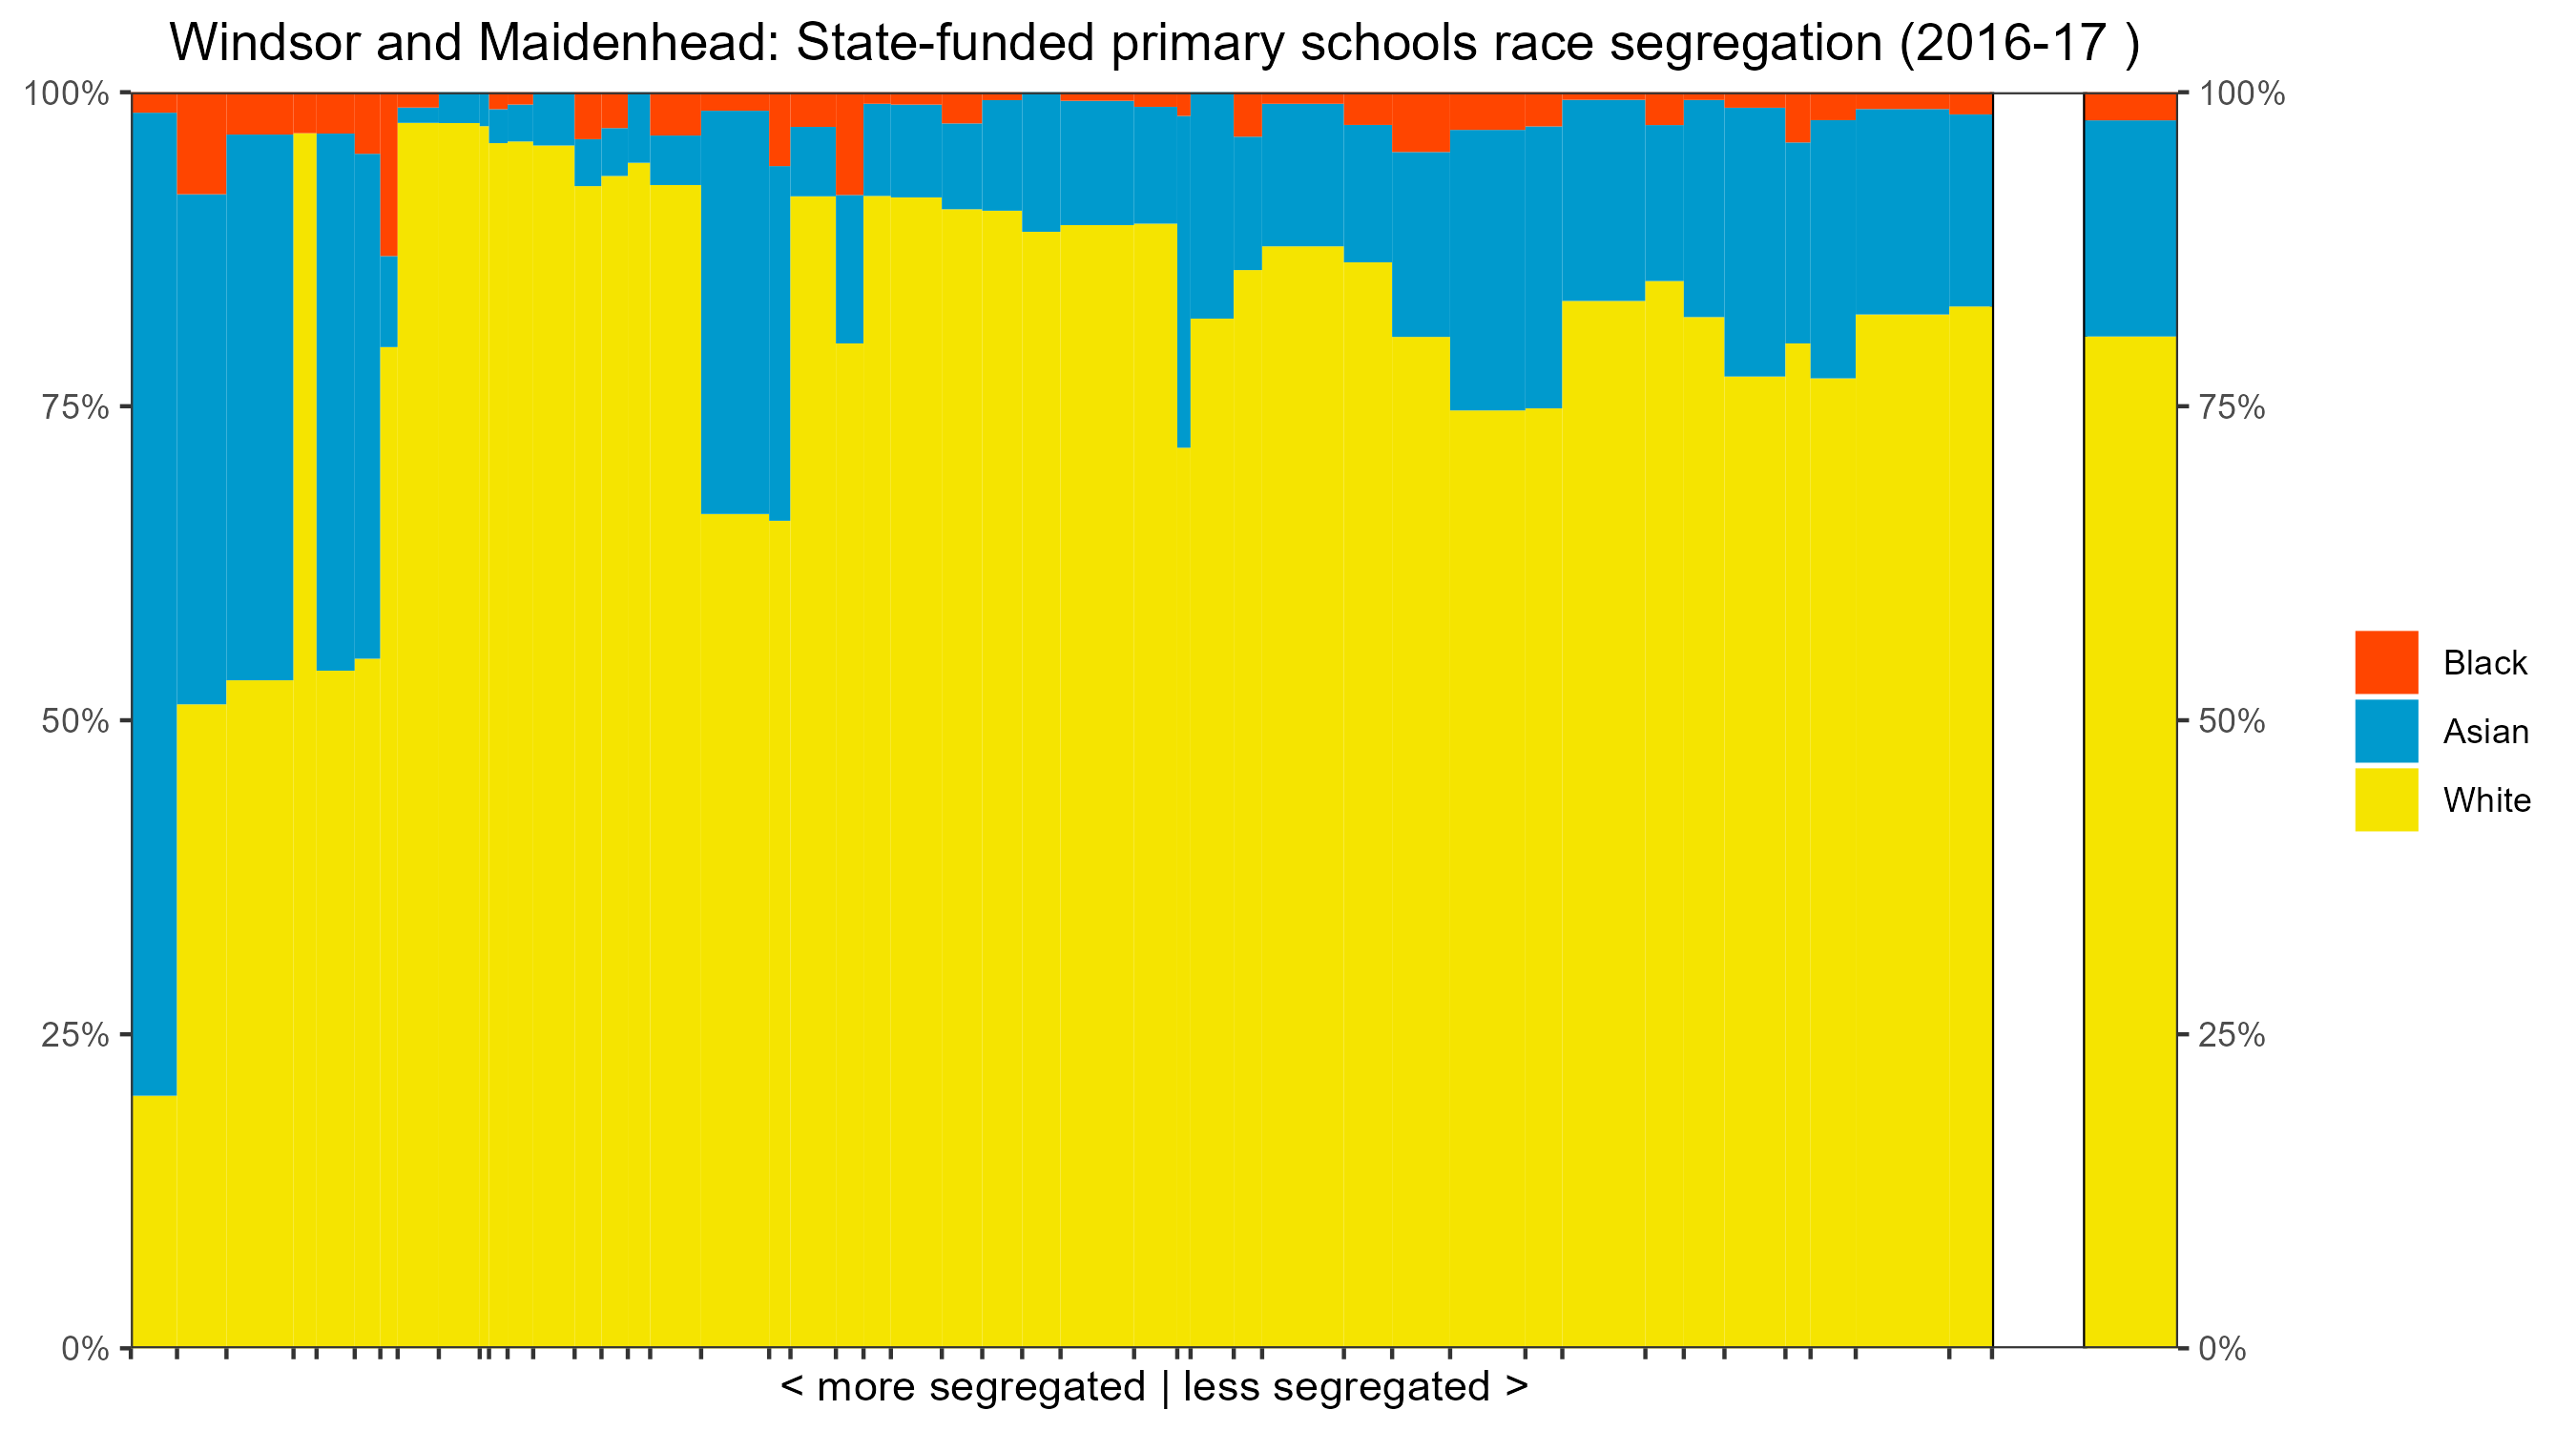 Windsor and Maidenhead: State-funded primary schools race segregation (2016-17 )
100%
75%
50%
25%
0%
100%
75%
50%
25%
0%
Black
Asian
White
< more segregated | less segregated >